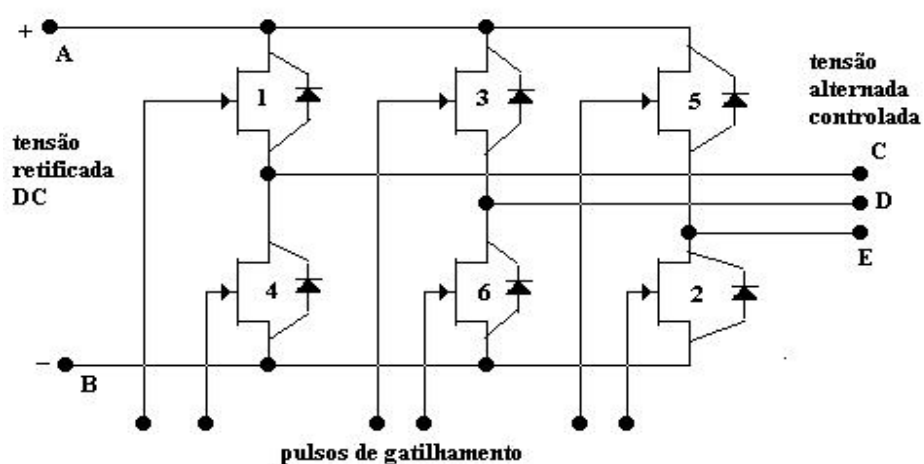 +
A
1
3
5
tensão
alternada
controlada
tensão
retificada
DC
C
D
E
4
6
2
–
B
pulsos de gatilhamento